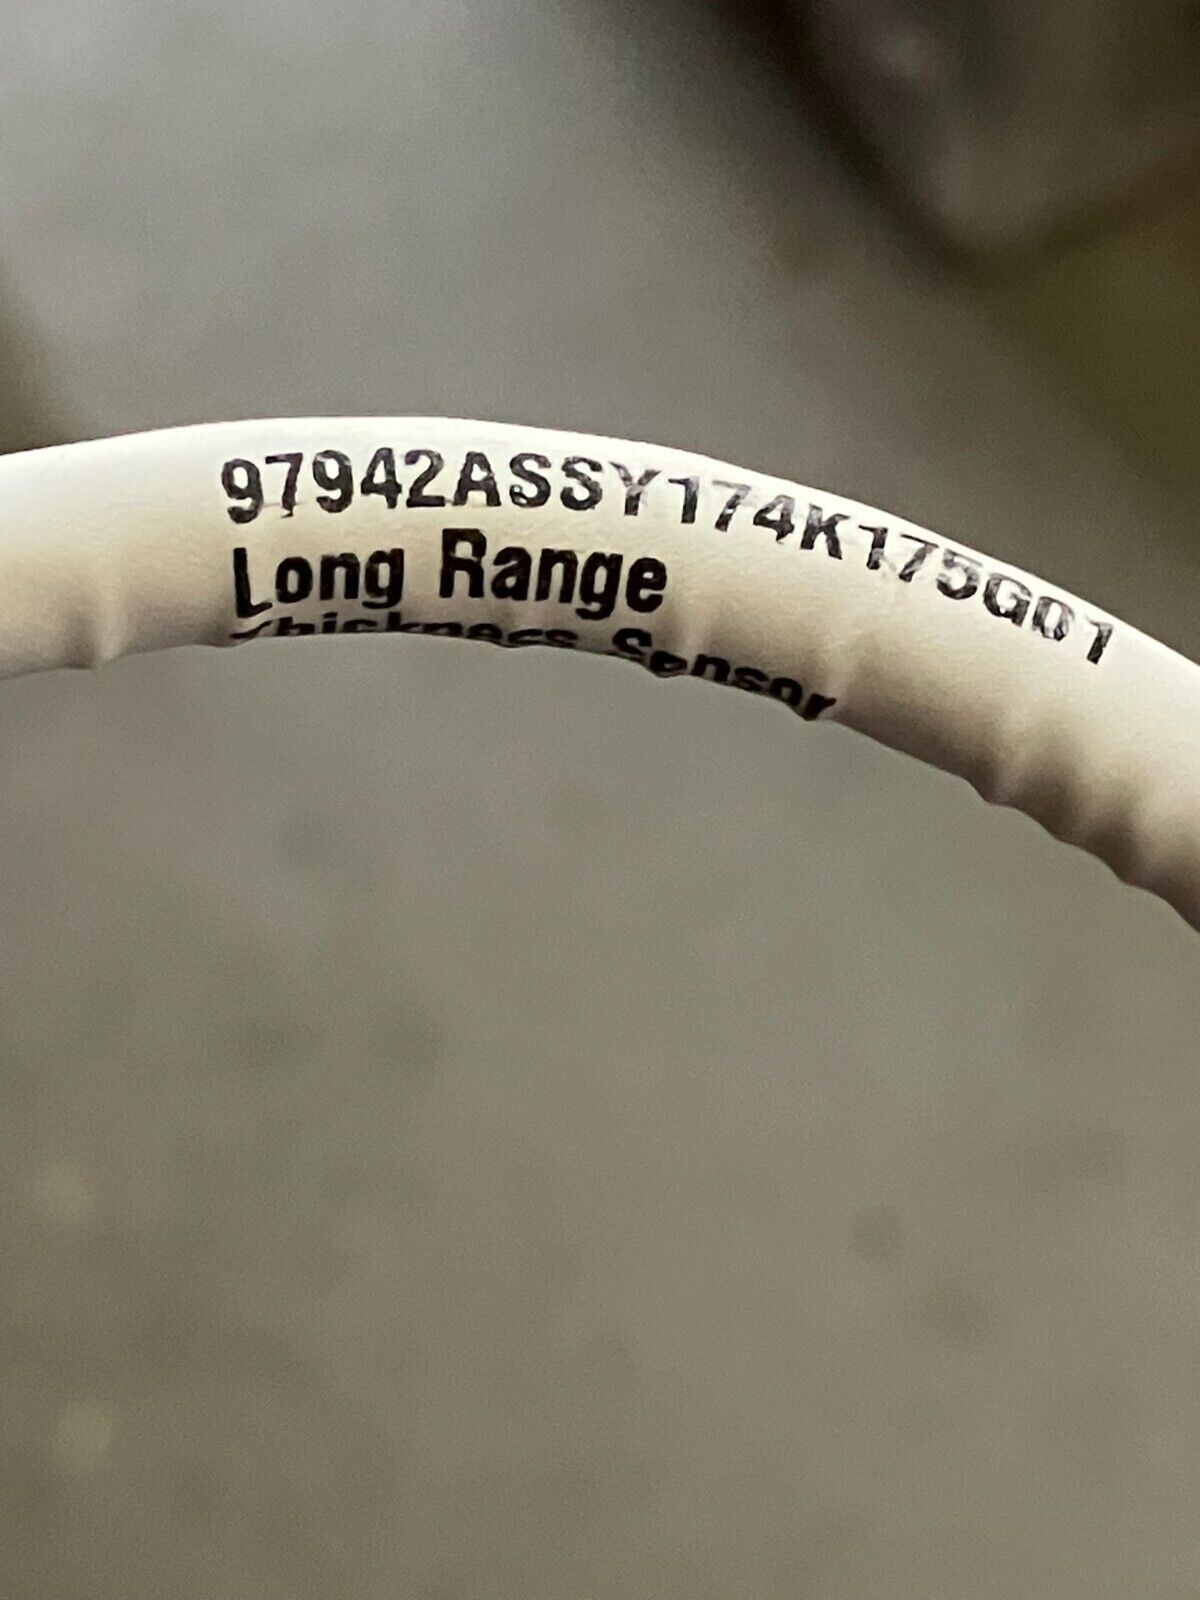 97942ASSY174K175G01
Long Range
Thickness Sensor